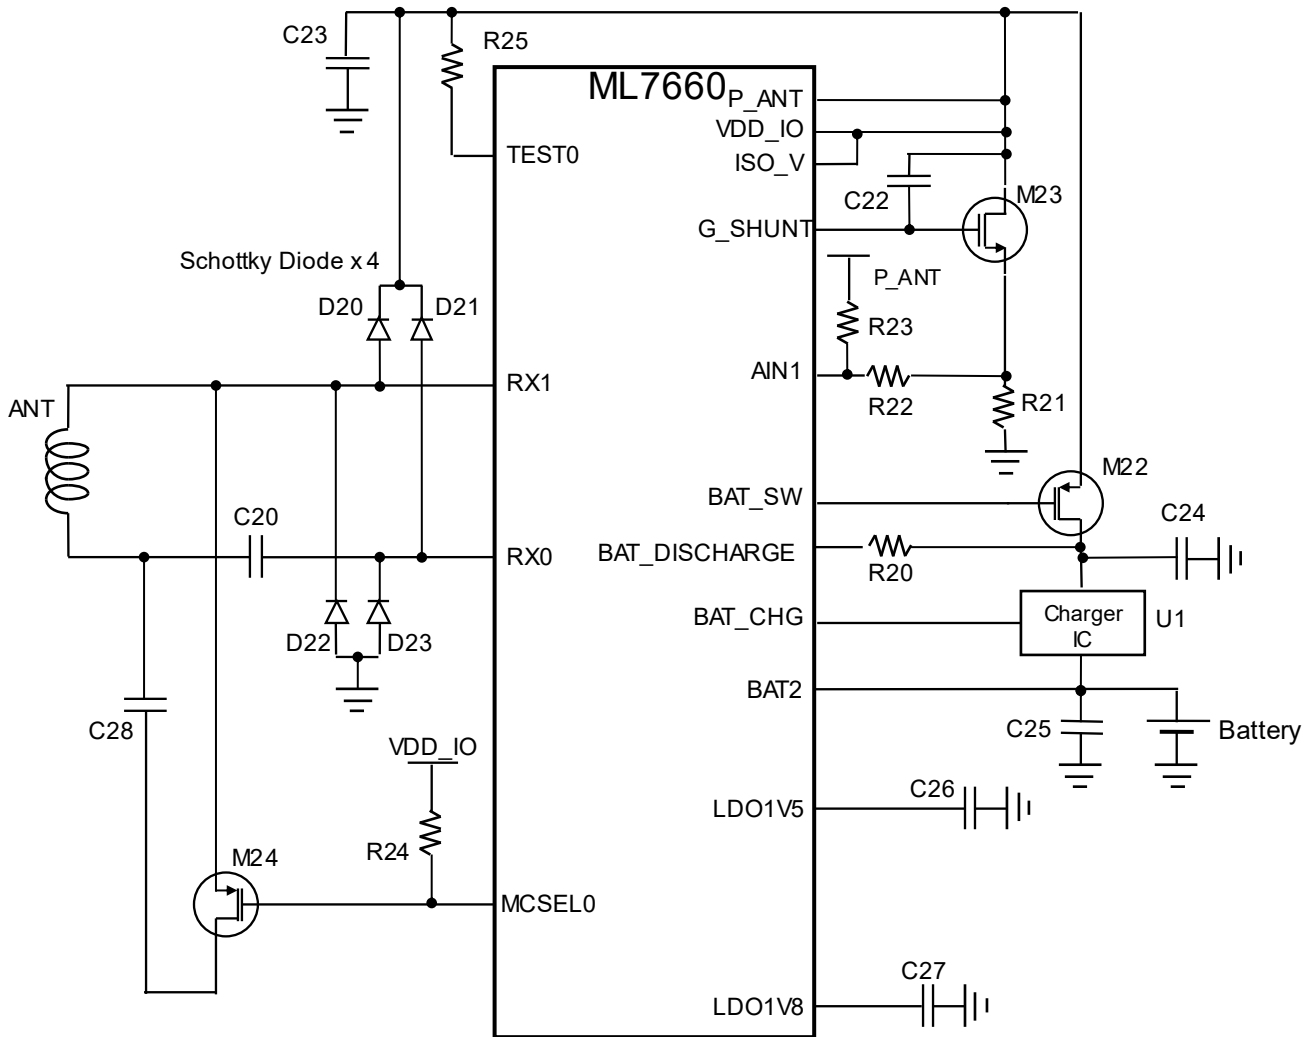 C23
R25
ML7660
P_ANT
VDD_IO
TEST0
ISO_V
C22
M23
G_SHUNT
Schottky Diode x 4
P_ANT
D20
D21
R23
AIN1
RX1
R22
R21
ANT
M22
BAT_SW
C24
C20
BAT_DISCHARGE
RX0
R20
BAT_CHG
Charger
IC
U1
D22
D23
BAT2
C28
C25
Battery
VDD_IO
C26
LDO1V5
R24
M24
MCSEL0
C27
LDO1V8